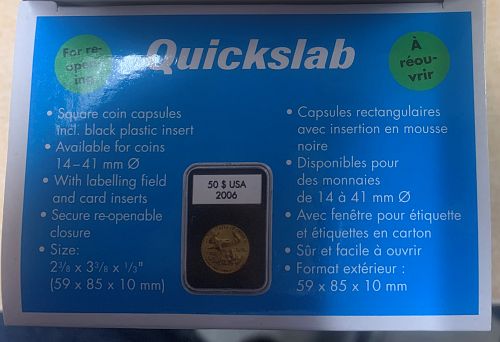 For re-
open-
ing
Quickslab
À
réou-
vrir
• Square coin capsules
incl. black plastic insert
• Available for coins
14–41 mm Ø
• With labelling field
and card inserts
• Secure re-openable
closure
• Size:
2³/₈ x 3³/₈ x ¹/₃"
(59 x 85 x 10 mm)
50 $ USA
2006
• Capsules rectangulaires
avec insertion en mousse
noire
• Disponibles pour
des monnaies
de 14 à 41 mm Ø
• Avec fenêtre pour étiquette
et étiquettes en carton
• Sûr et facile à ouvrir
• Format extérieur :
59 x 85 x 10 mm